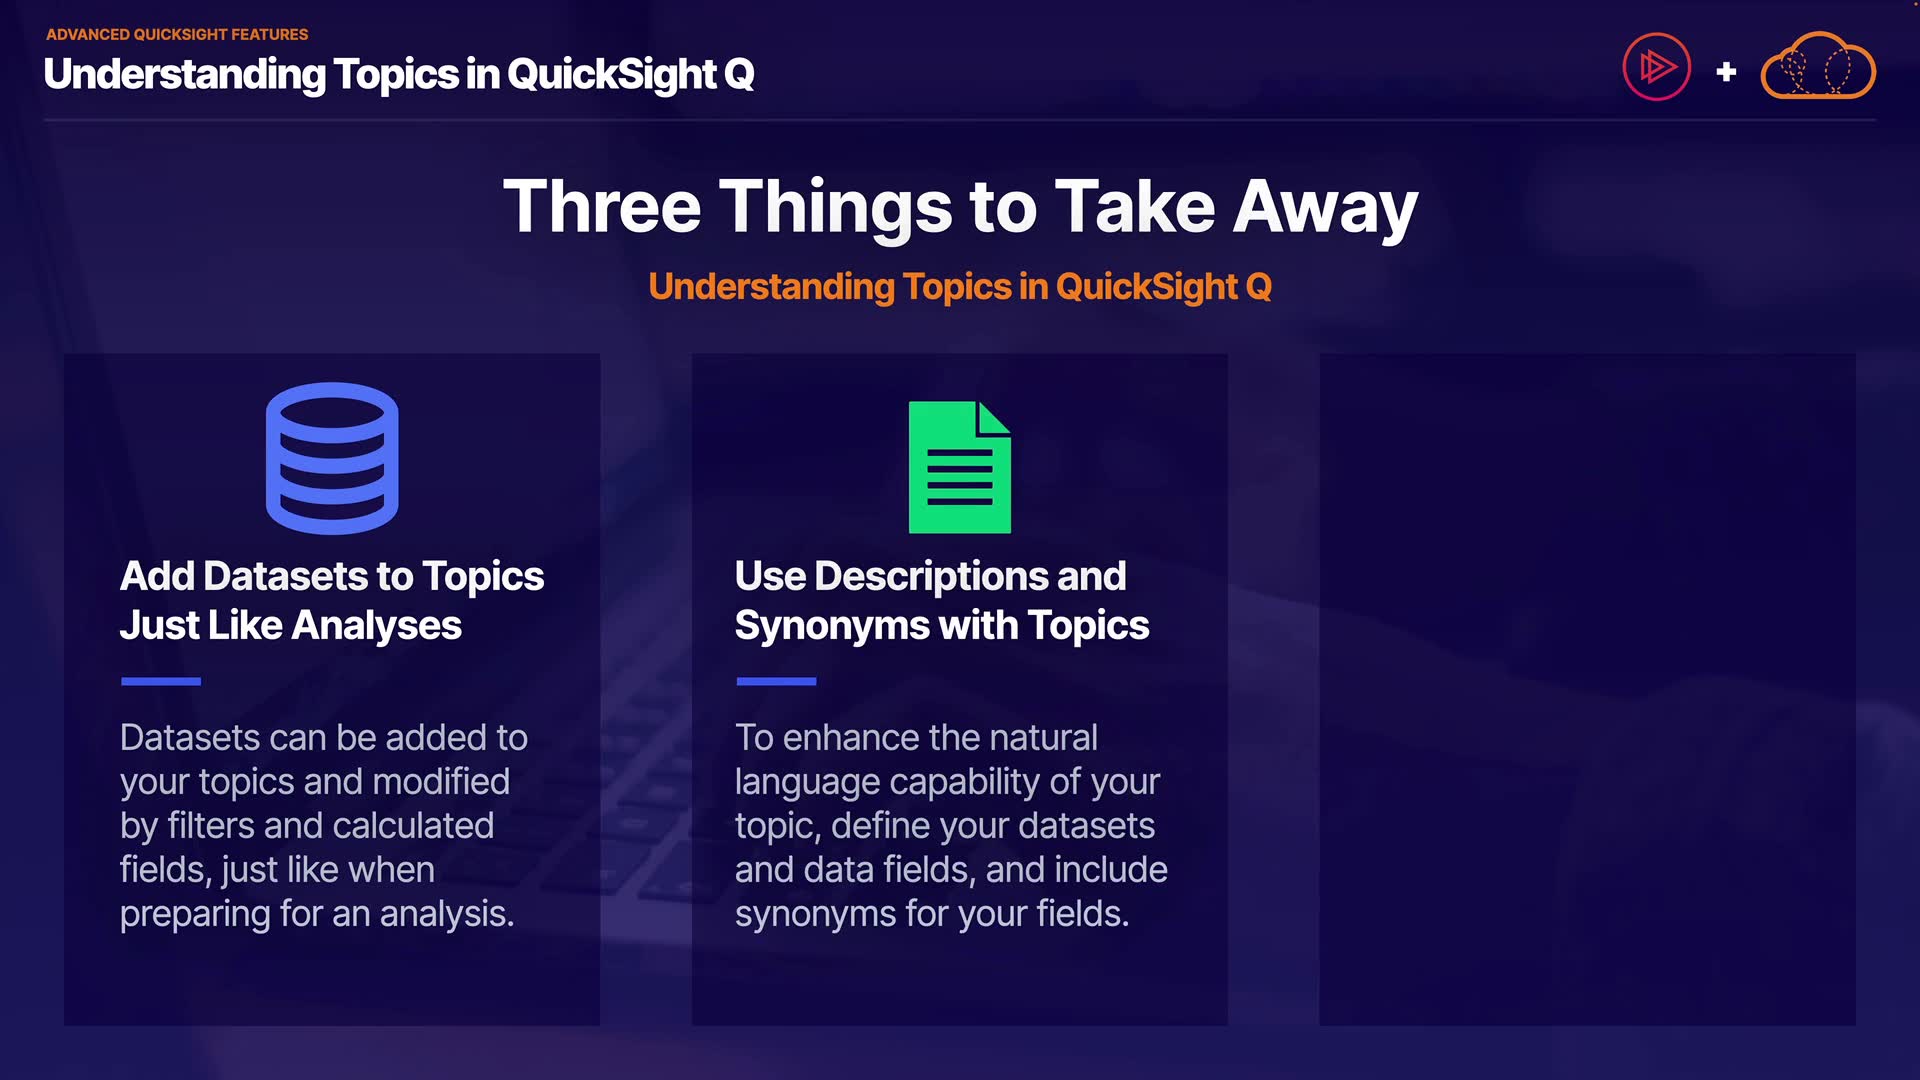 ADVANCED QUICKSIGHT FEATURES
Understanding Topics in QuickSight Q
+
Three Things to Take Away
Understanding Topics in QuickSight Q
Add Datasets to Topics
Just Like Analyses
Datasets can be added to
your topics and modified
by filters and calculated
fields, just like when
preparing for an analysis.
Use Descriptions and
Synonyms with Topics
To enhance the natural
language capability of your
topic, define your datasets
and data fields, and include
synonyms for your fields.